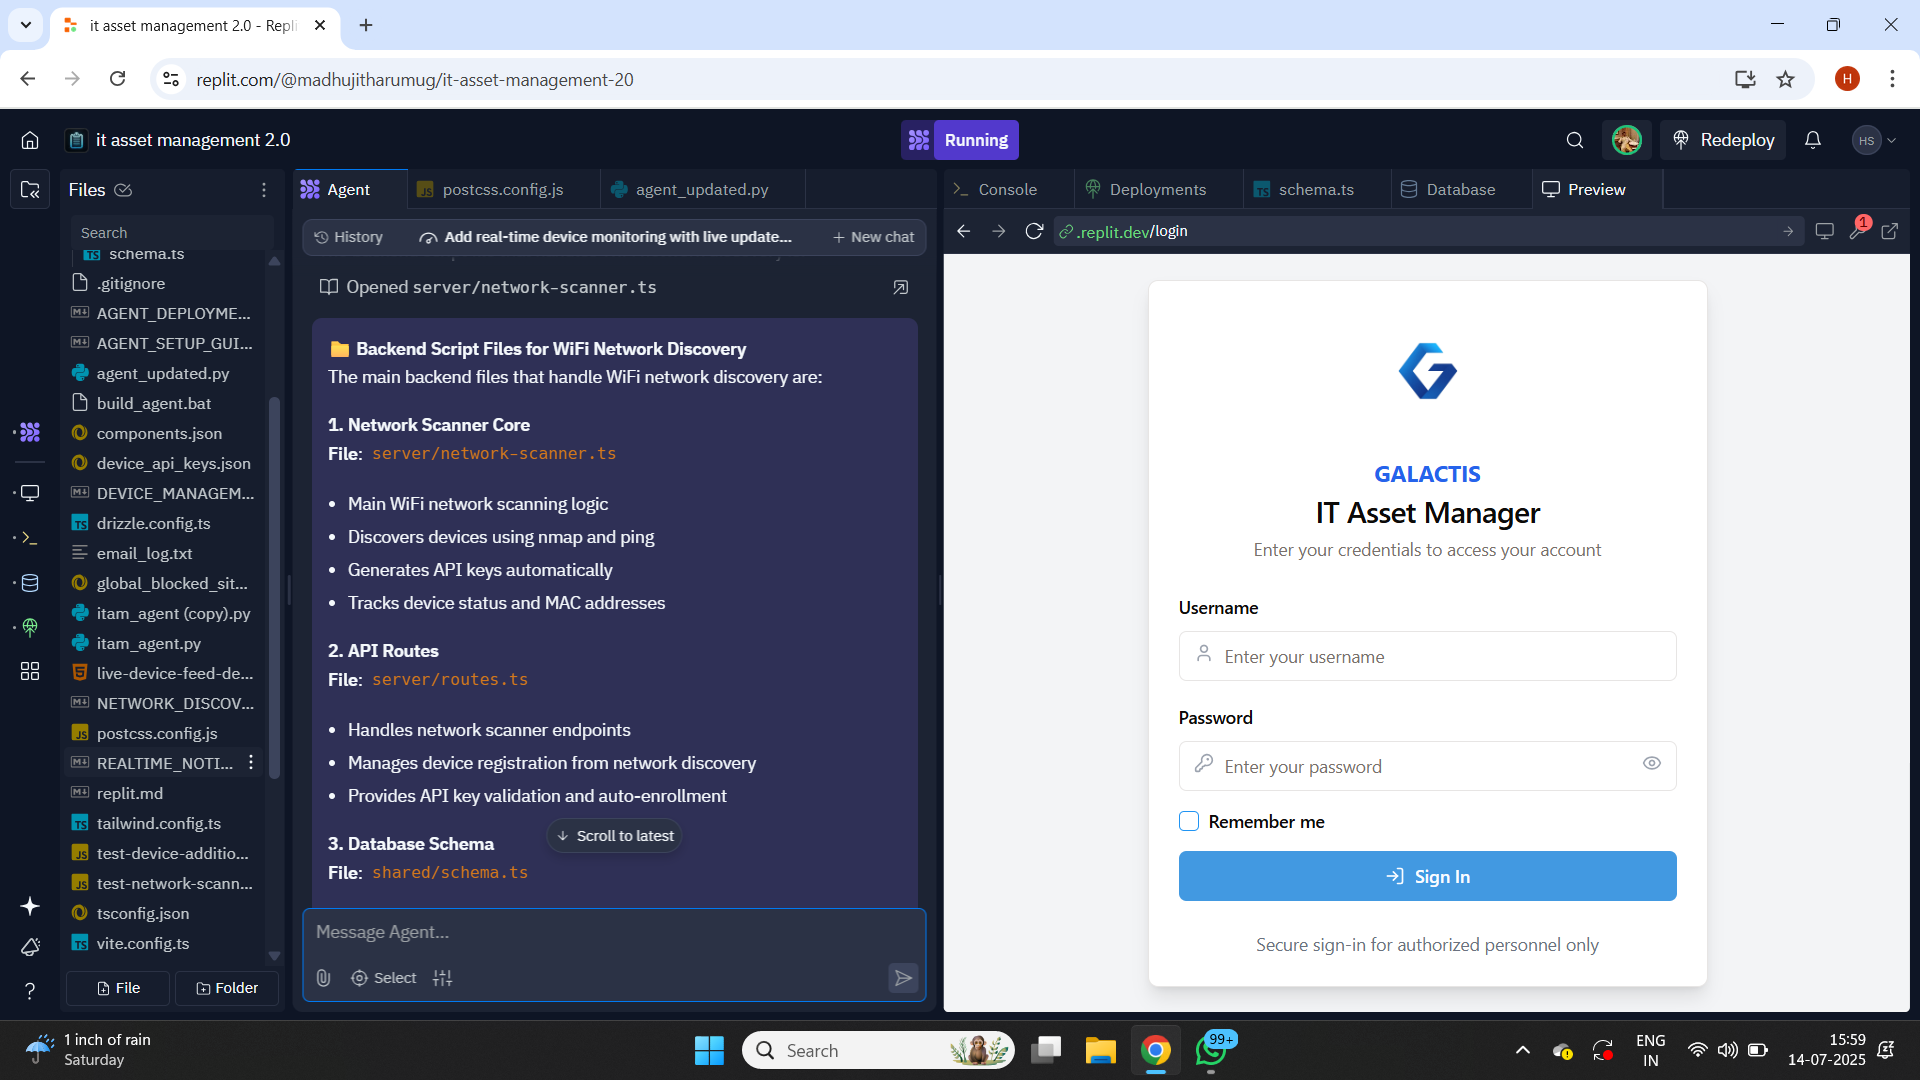 it asset management 2.0 - Repli
replit.com/@madhujitharumug/it-asset-management-20
H
it asset management 2.0
Running
Redeploy
HS
Files
Search
schema.ts
.gitignore
AGENT_DEPLOYME...
AGENT_SETUP_GUI...
agent_updated.py
build_agent.bat
components.json
device_api_keys.json
DEVICE_MANAGEM...
drizzle.config.ts
email_log.txt
global_blocked_sit...
itam_agent (copy).py
itam_agent.py
live-device-feed-de...
NETWORK_DISCOV...
postcss.config.js
REALTIME_NOTI...
replit.md
tailwind.config.ts
test-device-additio...
test-network-scann...
tsconfig.json
vite.config.ts
File
Folder
Agent
postcss.config.js
agent_updated.py
History
Add real-time device monitoring with live update...
New chat
Opened server/network-scanner.ts
Backend Script Files for WiFi Network Discovery
The main backend files that handle WiFi network discovery are:
1. Network Scanner Core
File: server/network-scanner.ts
• Main WiFi network scanning logic
• Discovers devices using nmap and ping
• Generates API keys automatically
• Tracks device status and MAC addresses
2. API Routes
File: server/routes.ts
• Handles network scanner endpoints
• Manages device registration from network discovery
• Provides API key validation and auto-enrollment
3. Database Schema
File: shared/schema.ts
Scroll to latest
Message Agent...
Select
Console
Deployments
schema.ts
Database
Preview
.replit.dev/login
1
GALACTIS
IT Asset Manager
Enter your credentials to access your account
Username
Enter your username
Password
Enter your password
Remember me
Sign In
Secure sign-in for authorized personnel only
1 inch of rain
Saturday
Search
99+
ENG
IN
15:59
14-07-2025